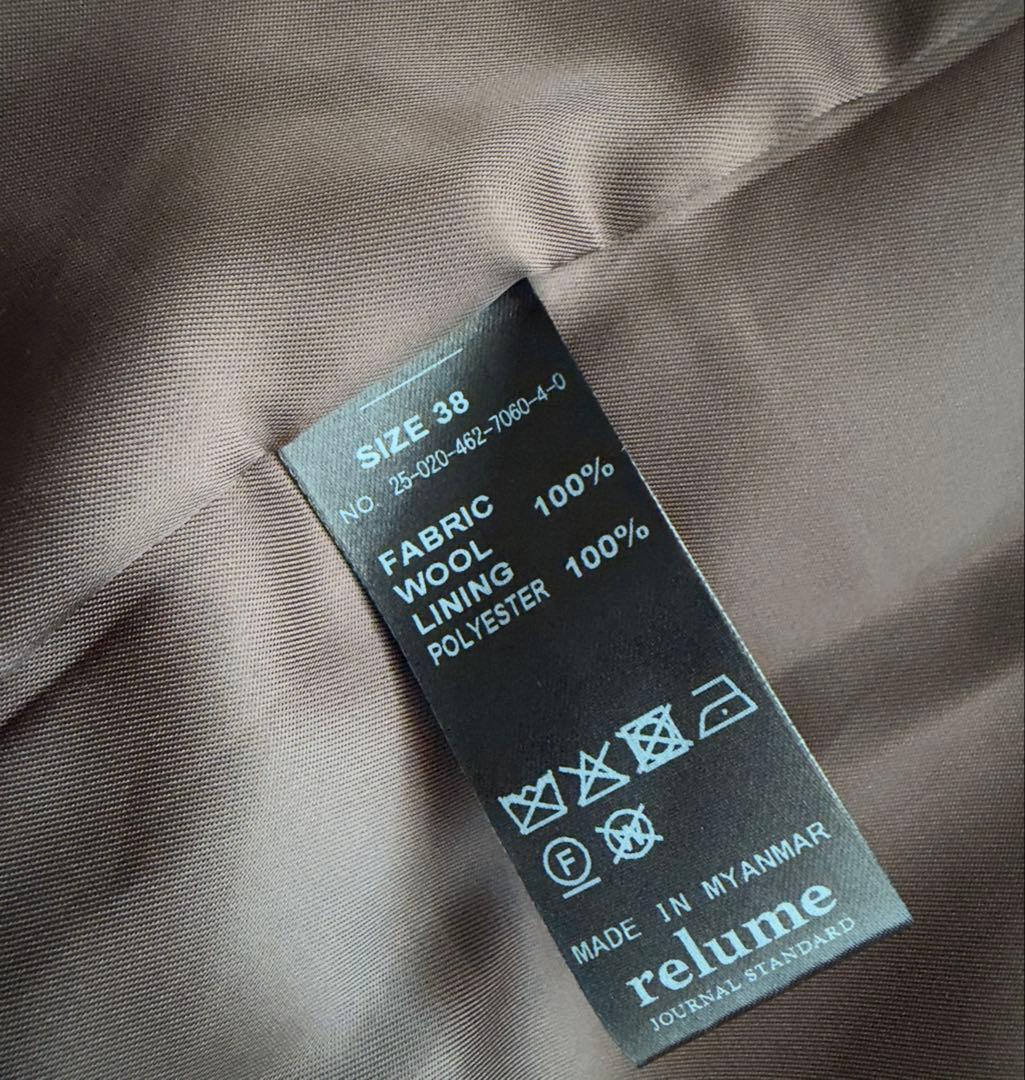 SIZE 38
NO. 25-020-462-7060-4-0
FABRIC
WOOL 100%
LINING
POLYESTER 100%
F W
MADE IN MYANMAR
relume
JOURNAL STANDARD